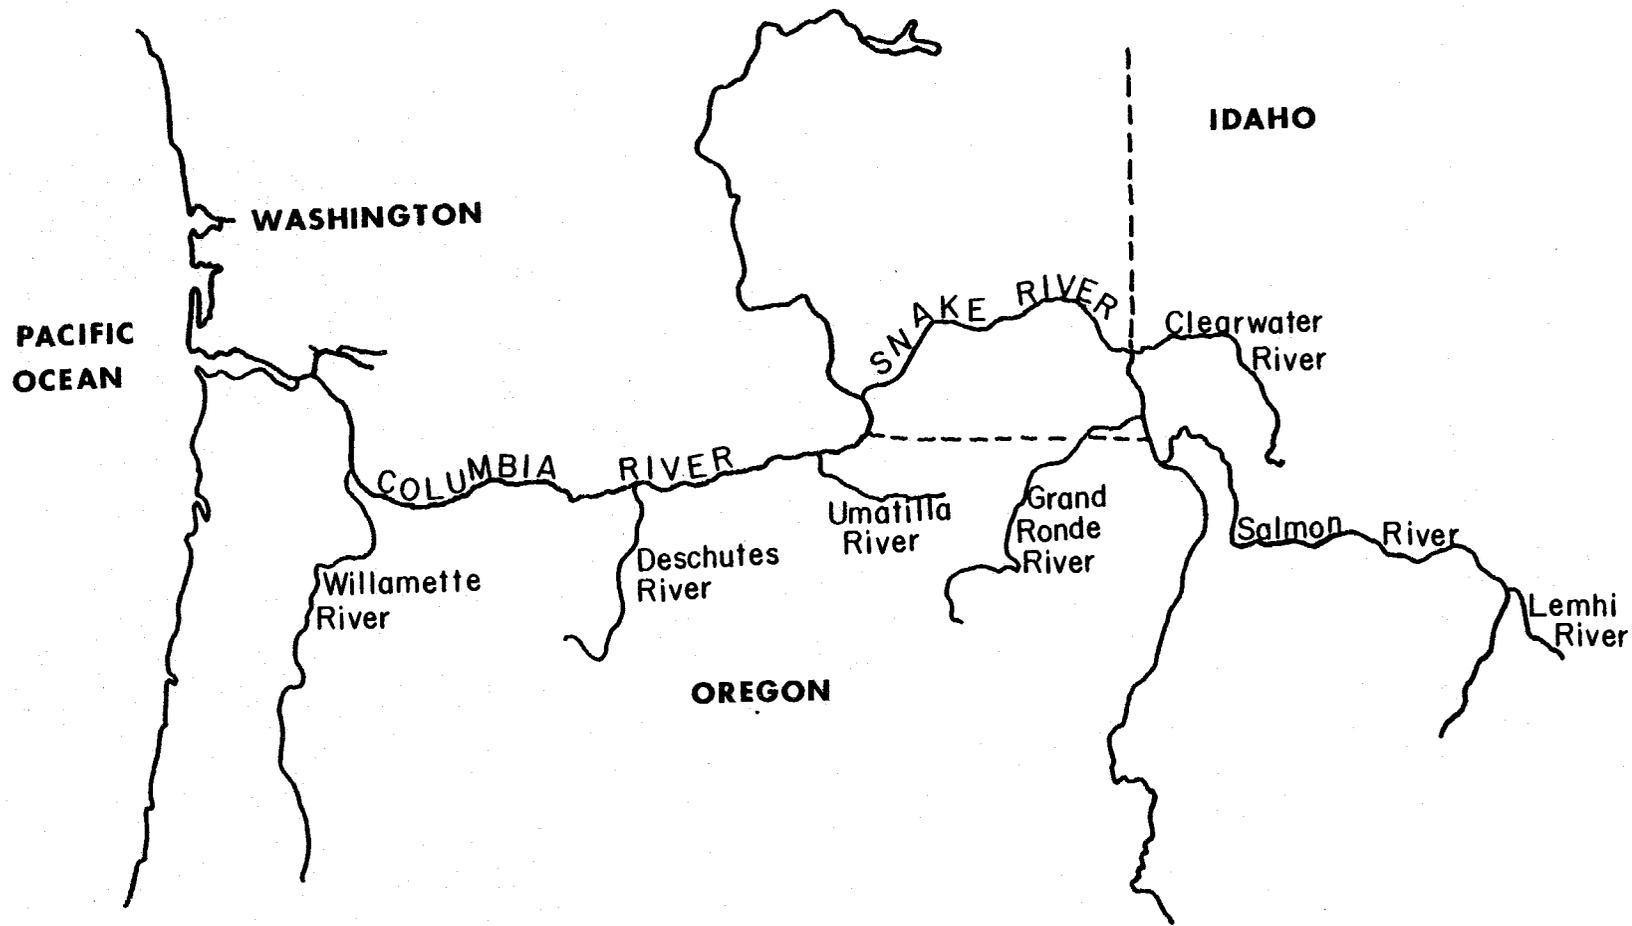 IDAHO
WASHINGTON
SNAKE RIVER
PACIFIC
OCEAN
Clearwater
River
COLUMBIA RIVER
Umatilla
River
Grand
Ronde
River
Salmon River
Deschutes
River
Willamette
River
Lemhi
River
OREGON